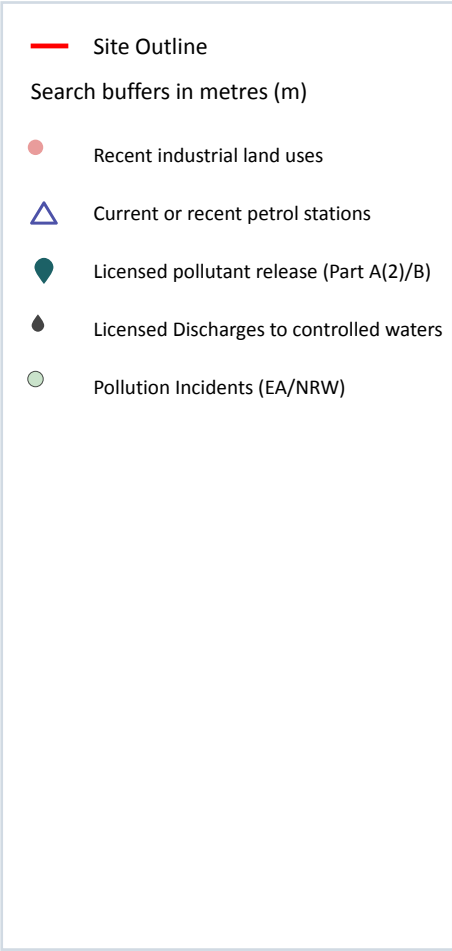 Site Outline
Search buffers in metres (m)
Recent industrial land uses
Current or recent petrol stations
Licensed pollutant release (Part A(2)/B)
Licensed Discharges to controlled waters
Pollution Incidents (EA/NRW)